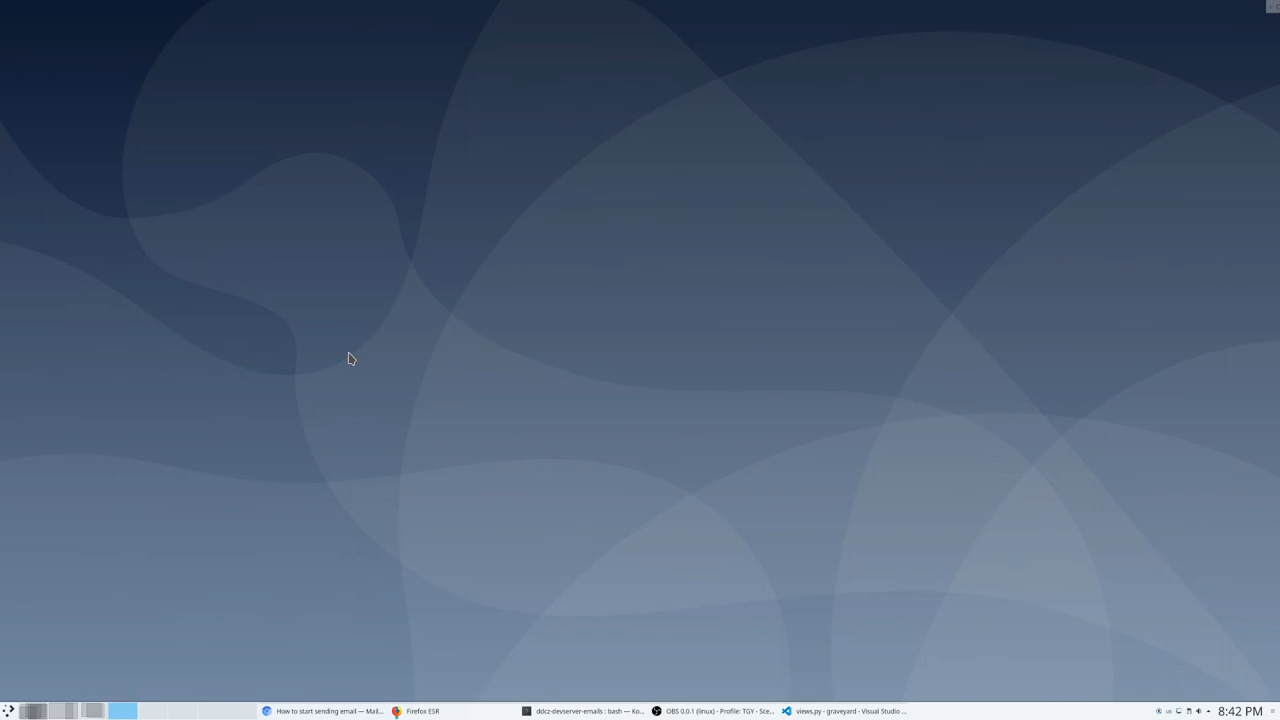 How to start sending email — Mail...
Firefox ESR
ddcz-devserver-emails : bash — Ko...
OBS 0.0.1 (linux) - Profile: TGY - Sce...
views.py - graveyard - Visual Studio ...
us
8:42 PM